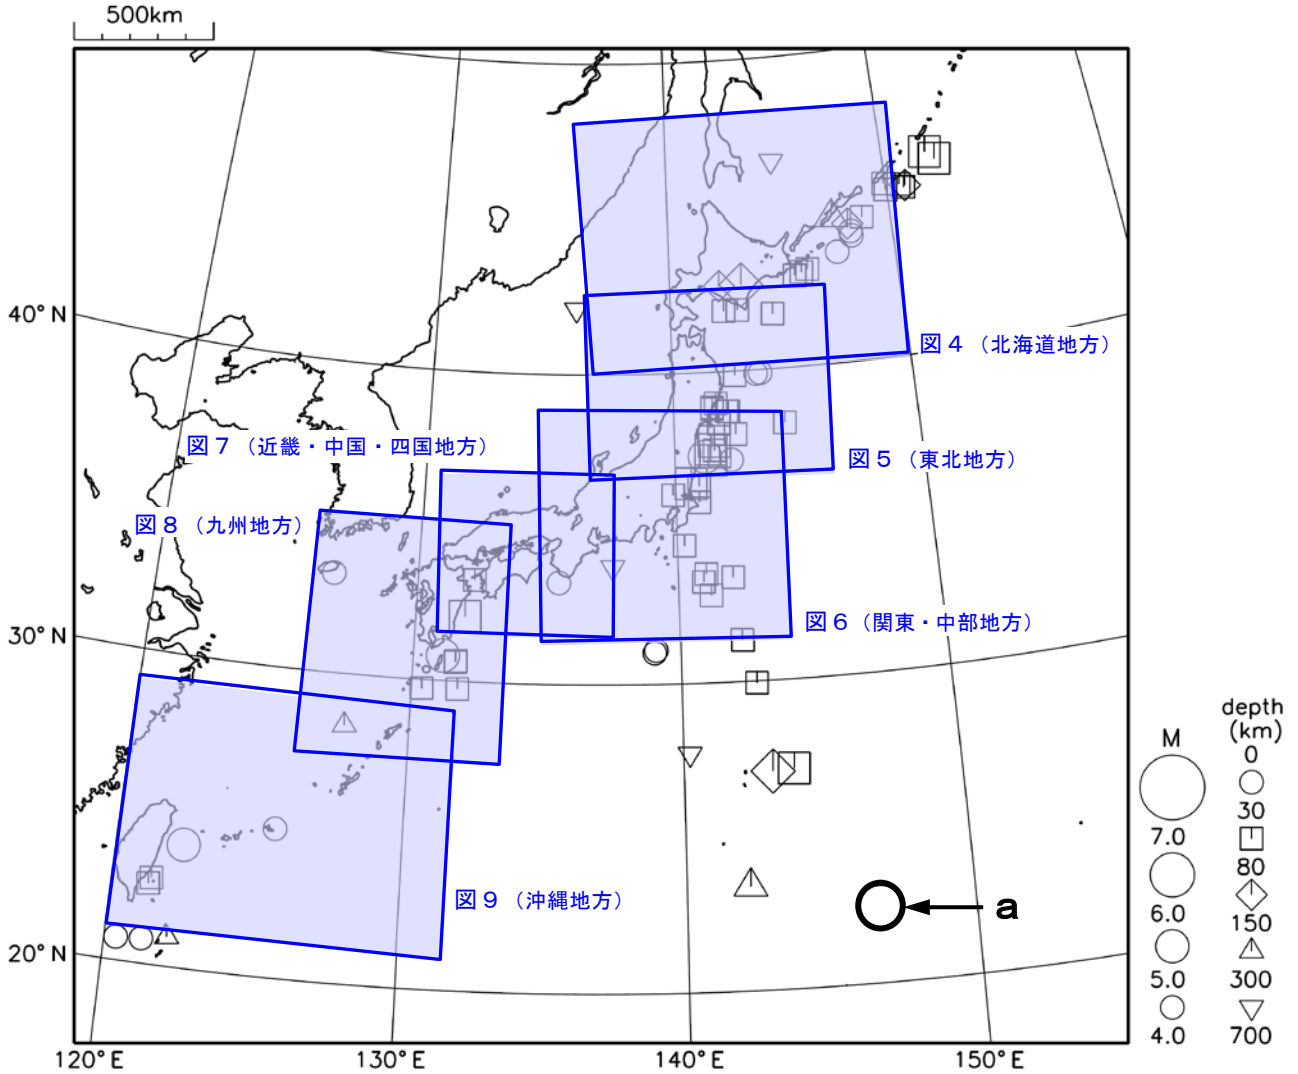 500km
40° N
30° N
20° N
図４（北海道地方）
図７（近畿・中国・四国地方）
図５（東北地方）
図８（九州地方）
図６（関東・中部地方）
図９（沖縄地方）
a
120° E
130° E
140° E
150° E
M
7.0
6.0
5.0
4.0
depth
(km)
0
30
80
150
300
700